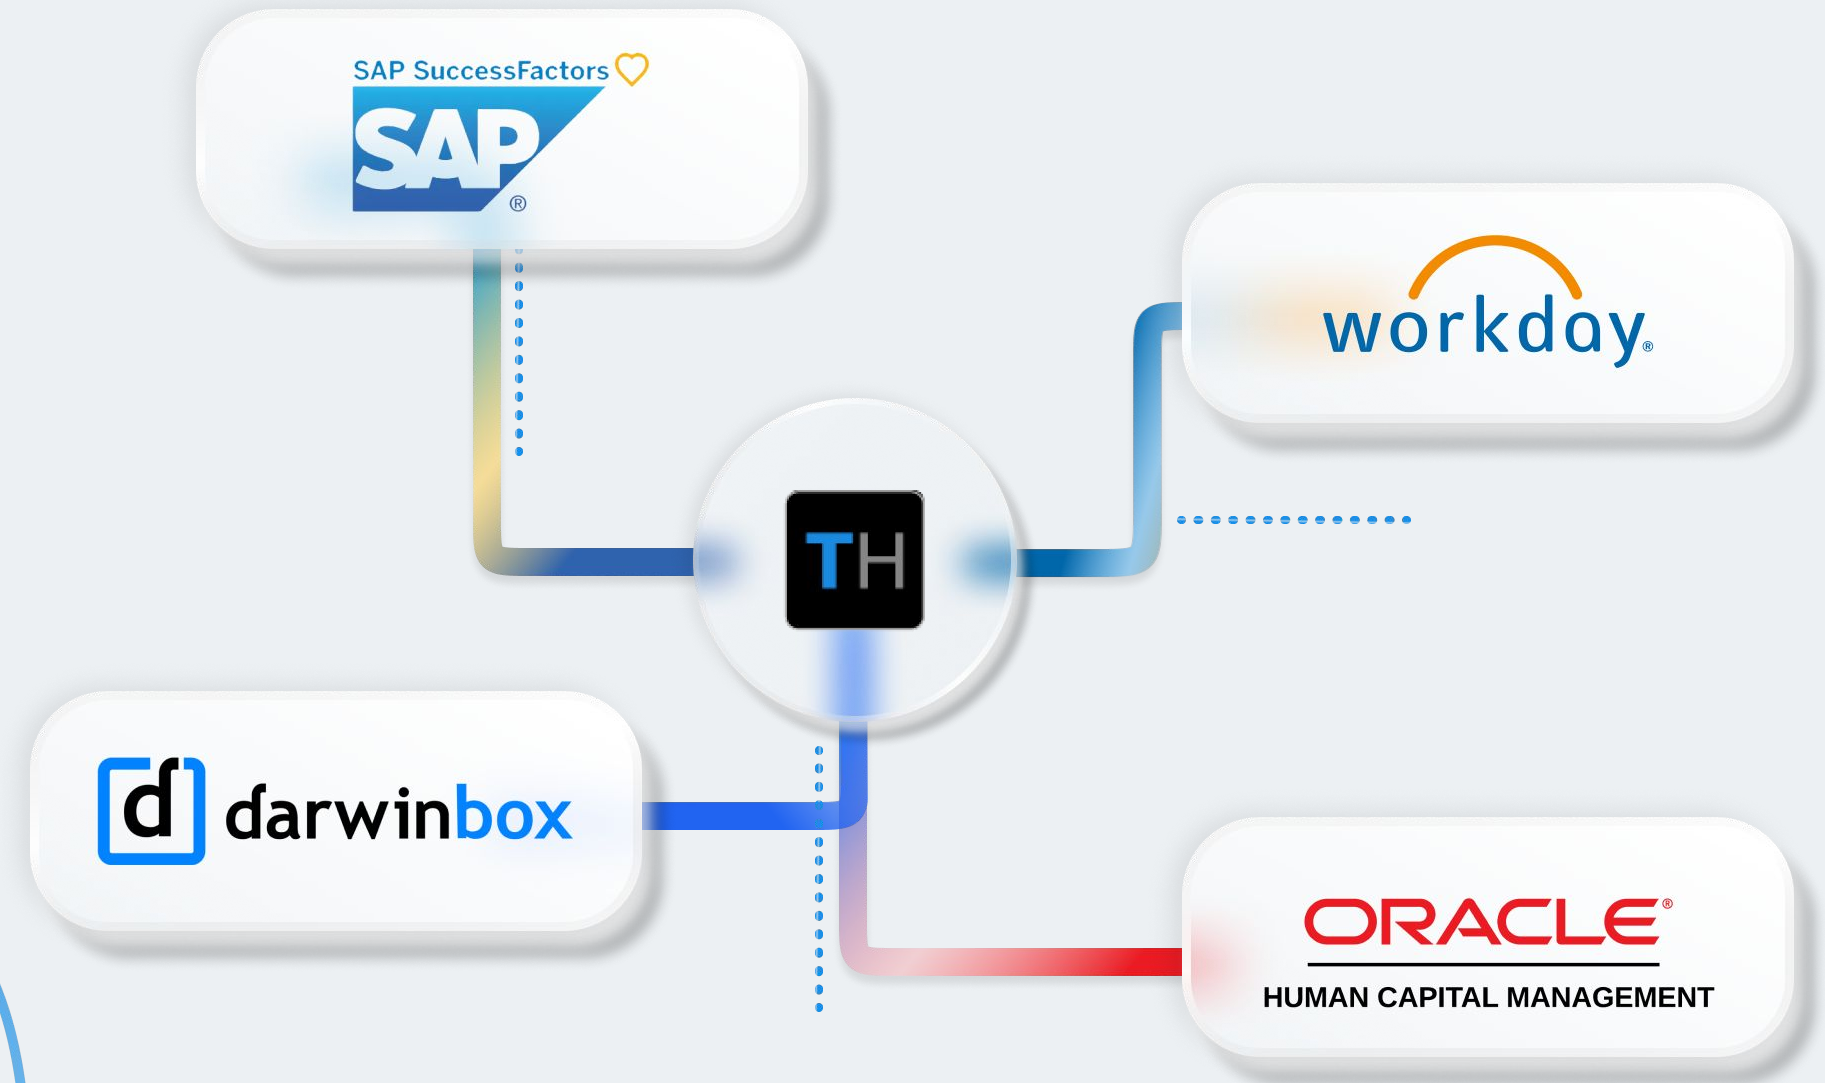 SAP SuccessFactors
SAP
®
workday®
TH
d darwinbox
ORACLE®
HUMAN CAPITAL MANAGEMENT